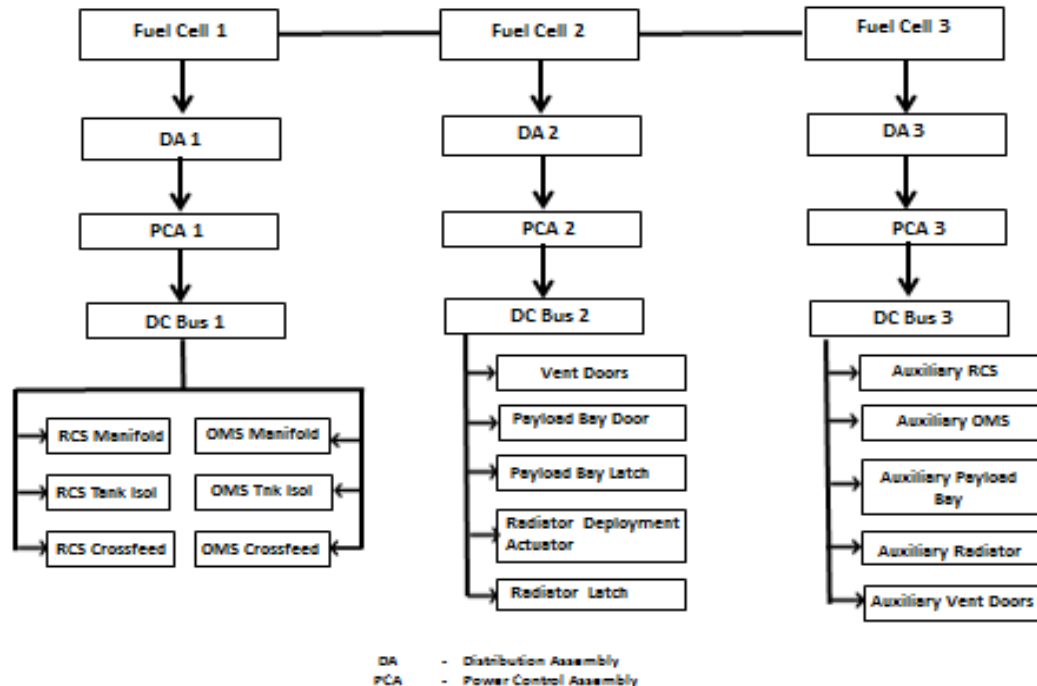 Fuel Cell 1
Fuel Cell 2
Fuel Cell 3
DA 1
DA 2
DA 3
PCA 1
PCA 2
PCA 3
DC Bus 1
DC Bus 2
DC Bus 3
RCS Manifold
OMS Manifold
RCS Tank Isol
OMS Tnk Isol
RCS Crossfeed
OMS Crossfeed
Vent Doors
Payload Bay Door
Payload Bay Latch
Radiator Deployment
Actuator
Radiator Latch
Auxiliary RCS
Auxiliary OMS
Auxiliary Payload
Bay
Auxiliary Radiator
Auxiliary Vent Doors
DA - Distribution Assembly
PCA - Power Control Assembly